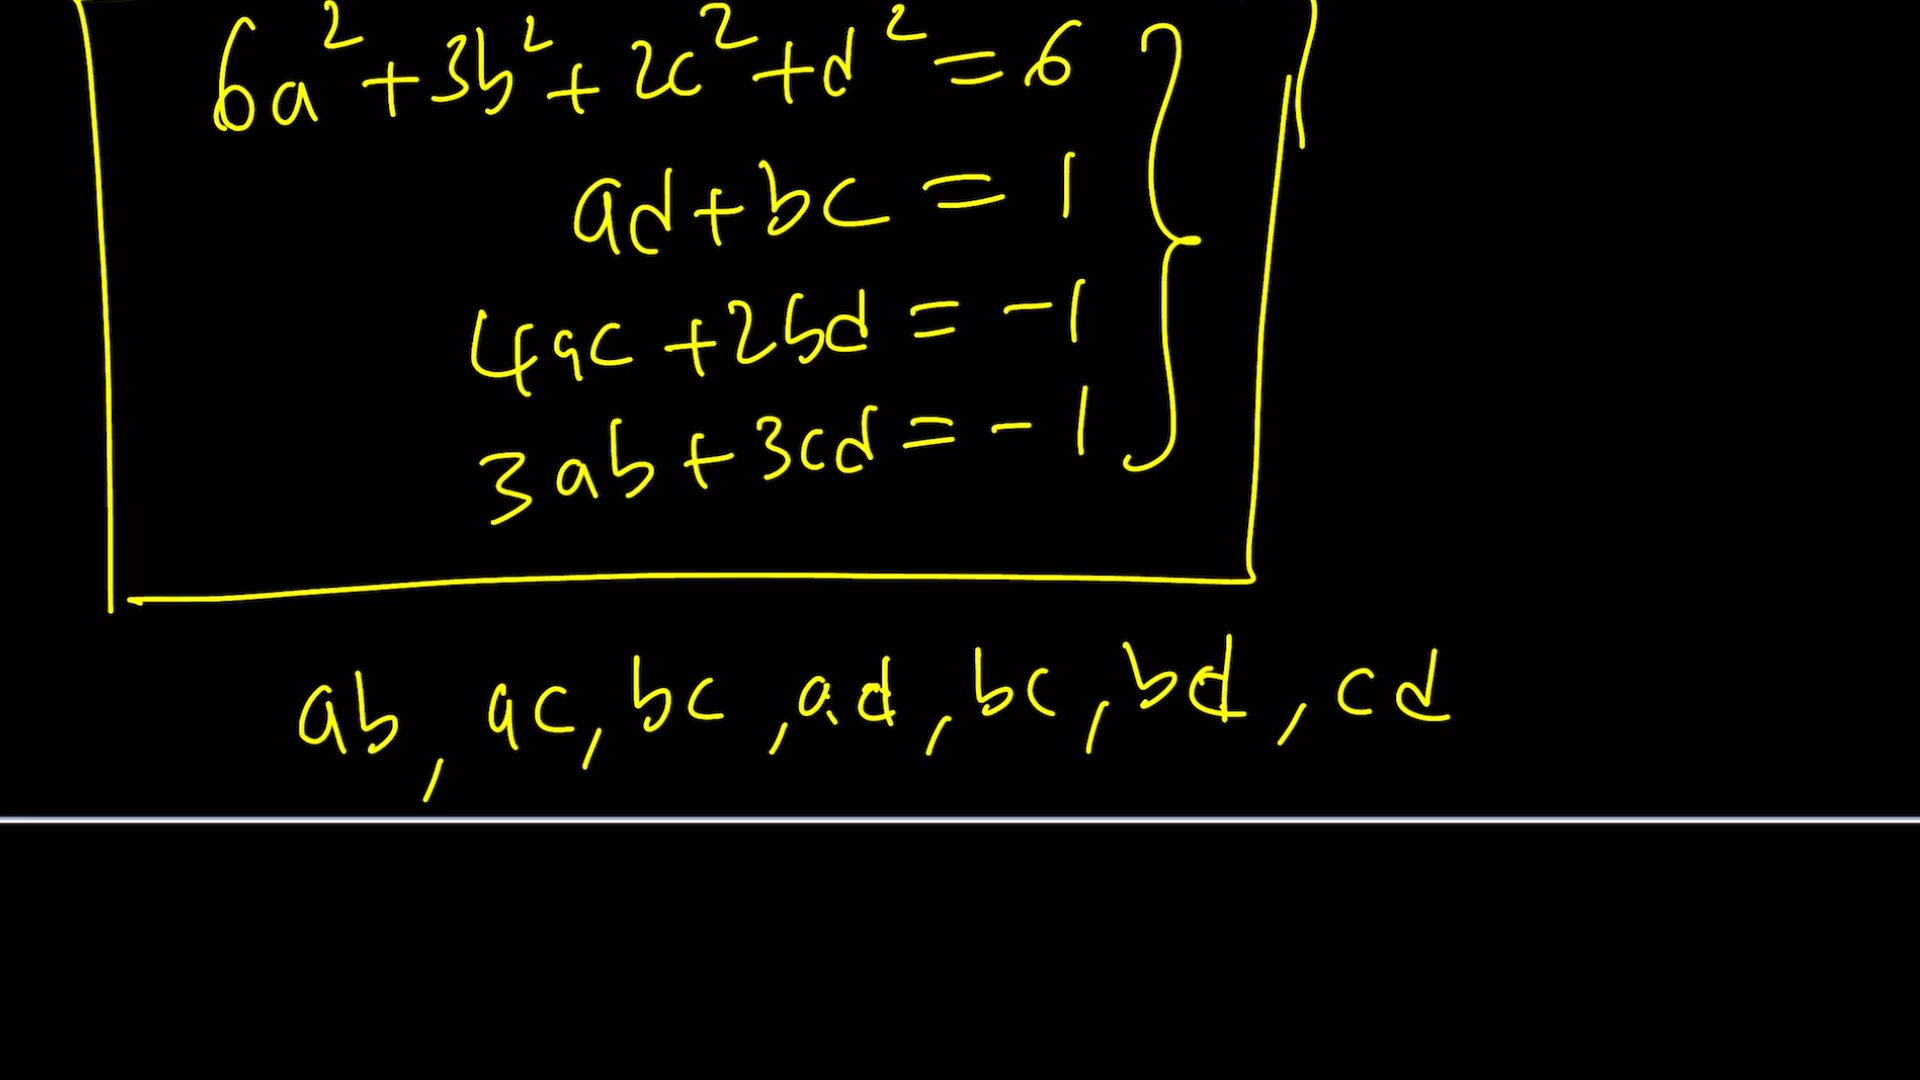 6a²+3b²+2c²+d²=6
ad+bc=1
4ac+2bd=-1
3ab+3cd=-1
ab, ac, bc, ad, bc, bd, cd